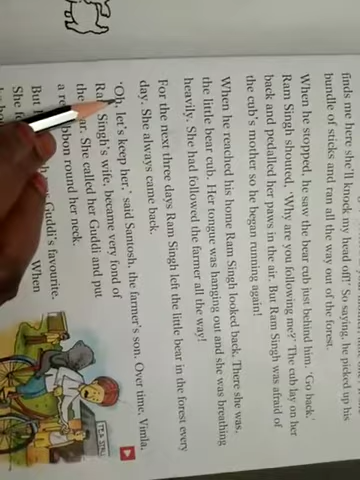 finds me here she'll knock my head off!' So saying, he picked up his
bundle of sticks and ran all the way out of the forest.
When he stopped, he saw the bear cub just behind him. 'Go back,'
Ram Singh shouted. 'Why are you following me?' The cub lay on her
back and pedalled her paws in the air. But Ram Singh was afraid of
the cub's mother so he began running again!
When he reached his home Ram Singh looked back. There she was,
the little bear cub. Her tongue was hanging out and she was breathing
heavily. She had followed the farmer all the way!
For the next three days Ram Singh left the little bear in the forest every
day. She always came back.
'Oh, let's keep her,' said Santosh, the farmer's son. Over time, Vimla,
Singh's wife, became very fond of
the She called her Guddi and put
a round her neck.
But Guddi's favourite.
She When
TEA STALL